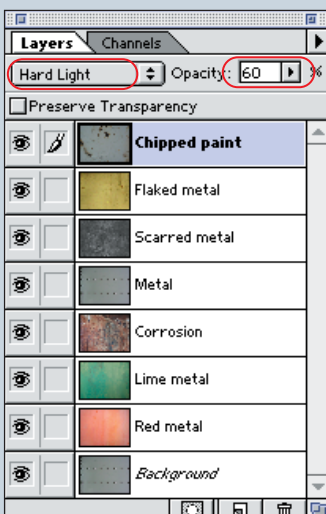 Layers Channels
Hard Light Opacity: 60 %
Preserve Transparency
Chipped paint
Flaked metal
Scarred metal
Metal
Corrosion
Lime metal
Red metal
Background